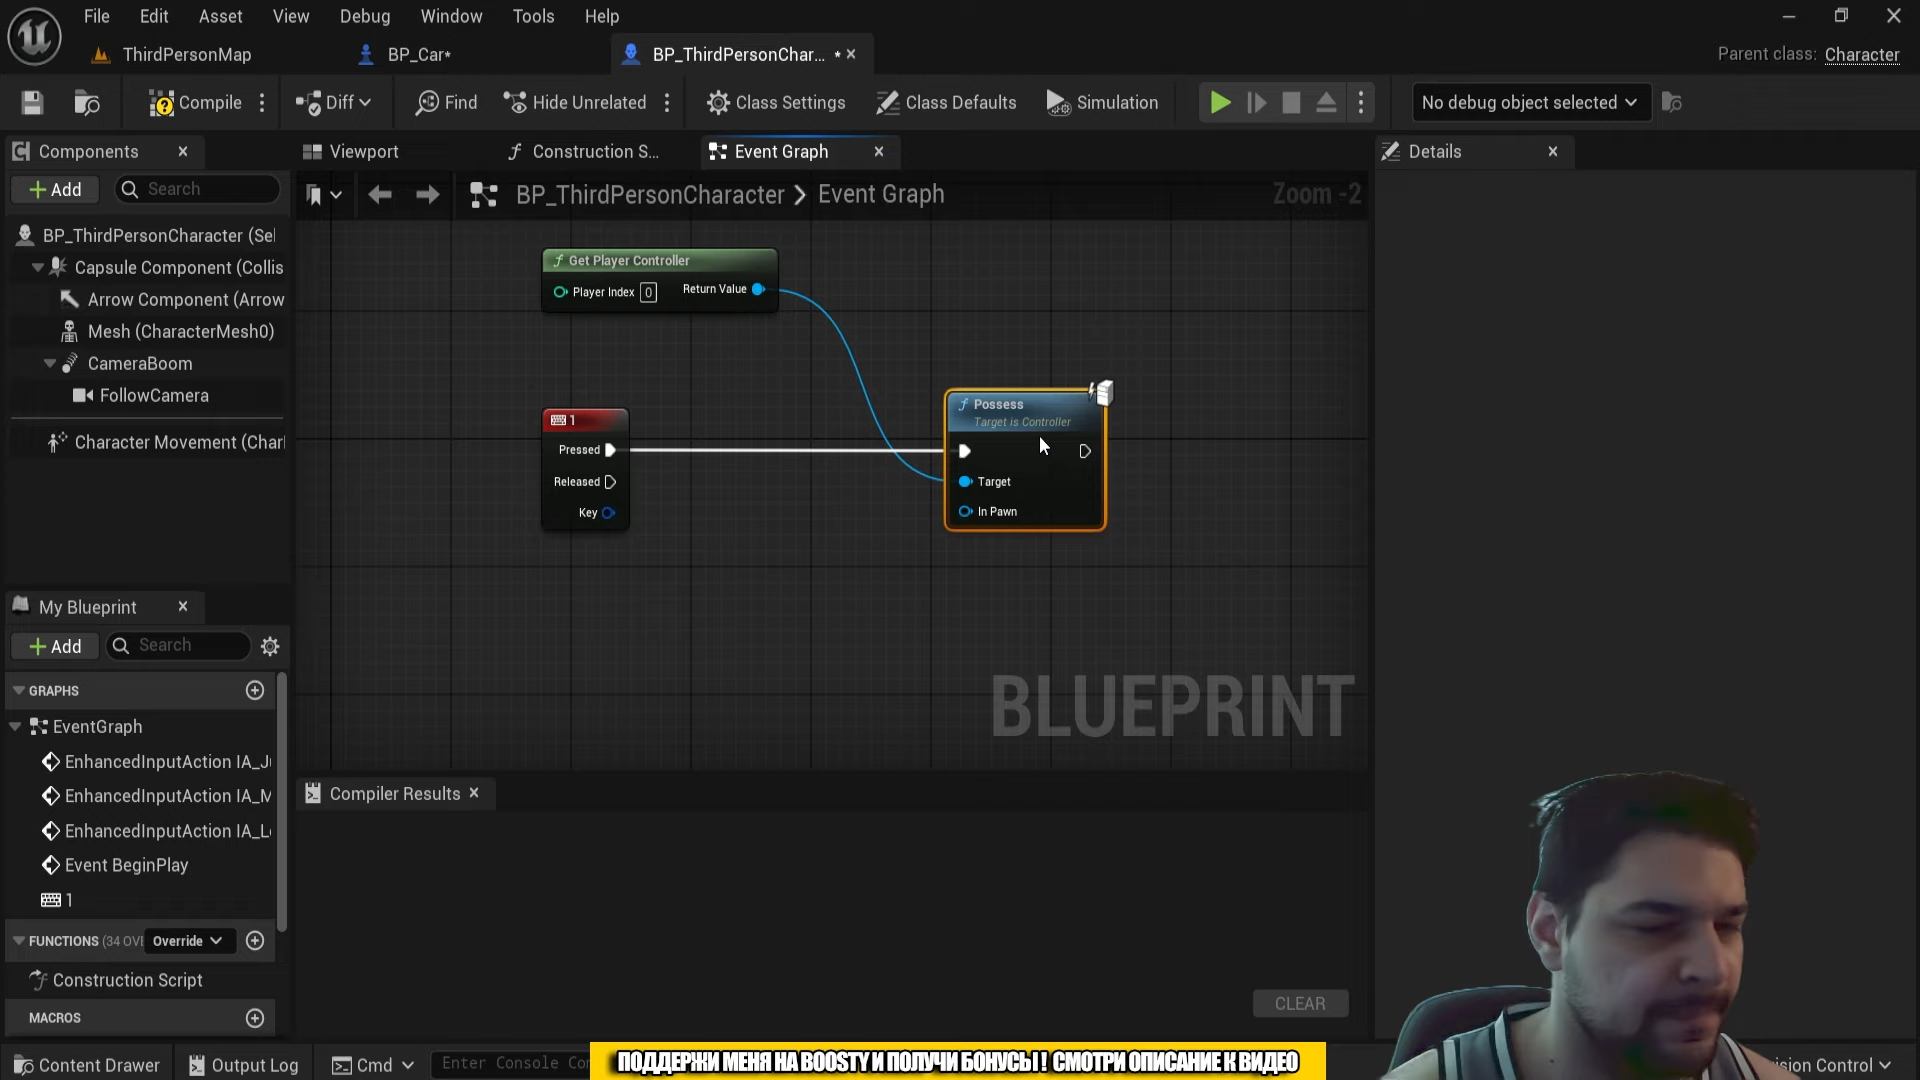 File Edit Asset View Debug Window Tools Help
ThirdPersonMap
BP_Car*
BP_ThirdPersonChar... *
Parent class: Character
Compile
Diff
Find
Hide Unrelated
Class Settings
Class Defaults
Simulation
No debug object selected
Components
Viewport
Construction S...
Event Graph
Details
Add
Search
BP_ThirdPersonCharacter > Event Graph
Zoom -2
BP_ThirdPersonCharacter (Sel
Capsule Component (Collis
Arrow Component (Arrow
Mesh (CharacterMesh0)
CameraBoom
FollowCamera
Character Movement (Char
Get Player Controller
Player Index 0
Return Value
1
Pressed
Released
Key
Possess
Target is Controller
Target
In Pawn
BLUEPRINT
My Blueprint
Add
Search
GRAPHS
EventGraph
EnhancedInputAction IA_J
EnhancedInputAction IA_M
EnhancedInputAction IA_L
Event BeginPlay
1
FUNCTIONS (34 OVE
Override
Construction Script
MACROS
Compiler Results
CLEAR
Content Drawer
Output Log
Cmd
Enter Console Co
ision Control
ПОДДЕРЖИ МЕНЯ НА BOOSTY И ПОЛУЧИ БОНУСЫ! СМОТРИ ОПИСАНИЕ К ВИДЕО